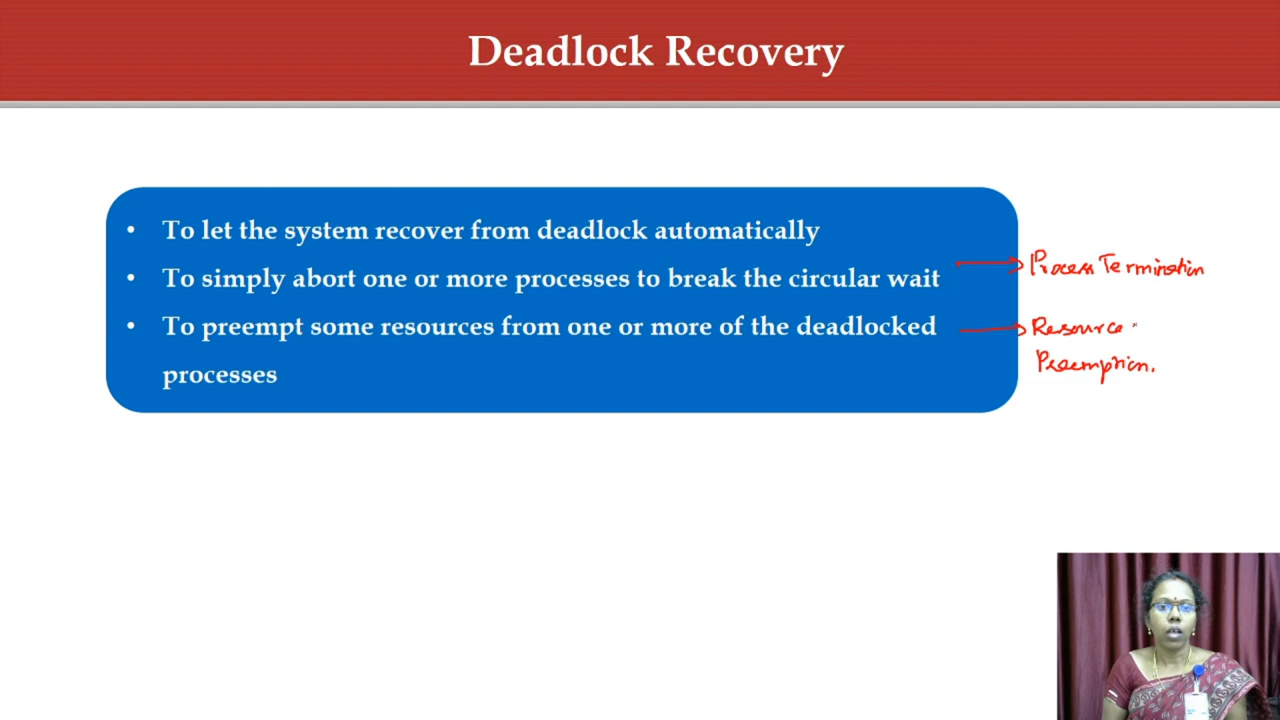 Deadlock Recovery
• To let the system recover from deadlock automatically
• To simply abort one or more processes to break the circular wait
Process Termination
• To preempt some resources from one or more of the deadlocked
processes
Resource
Preemption.